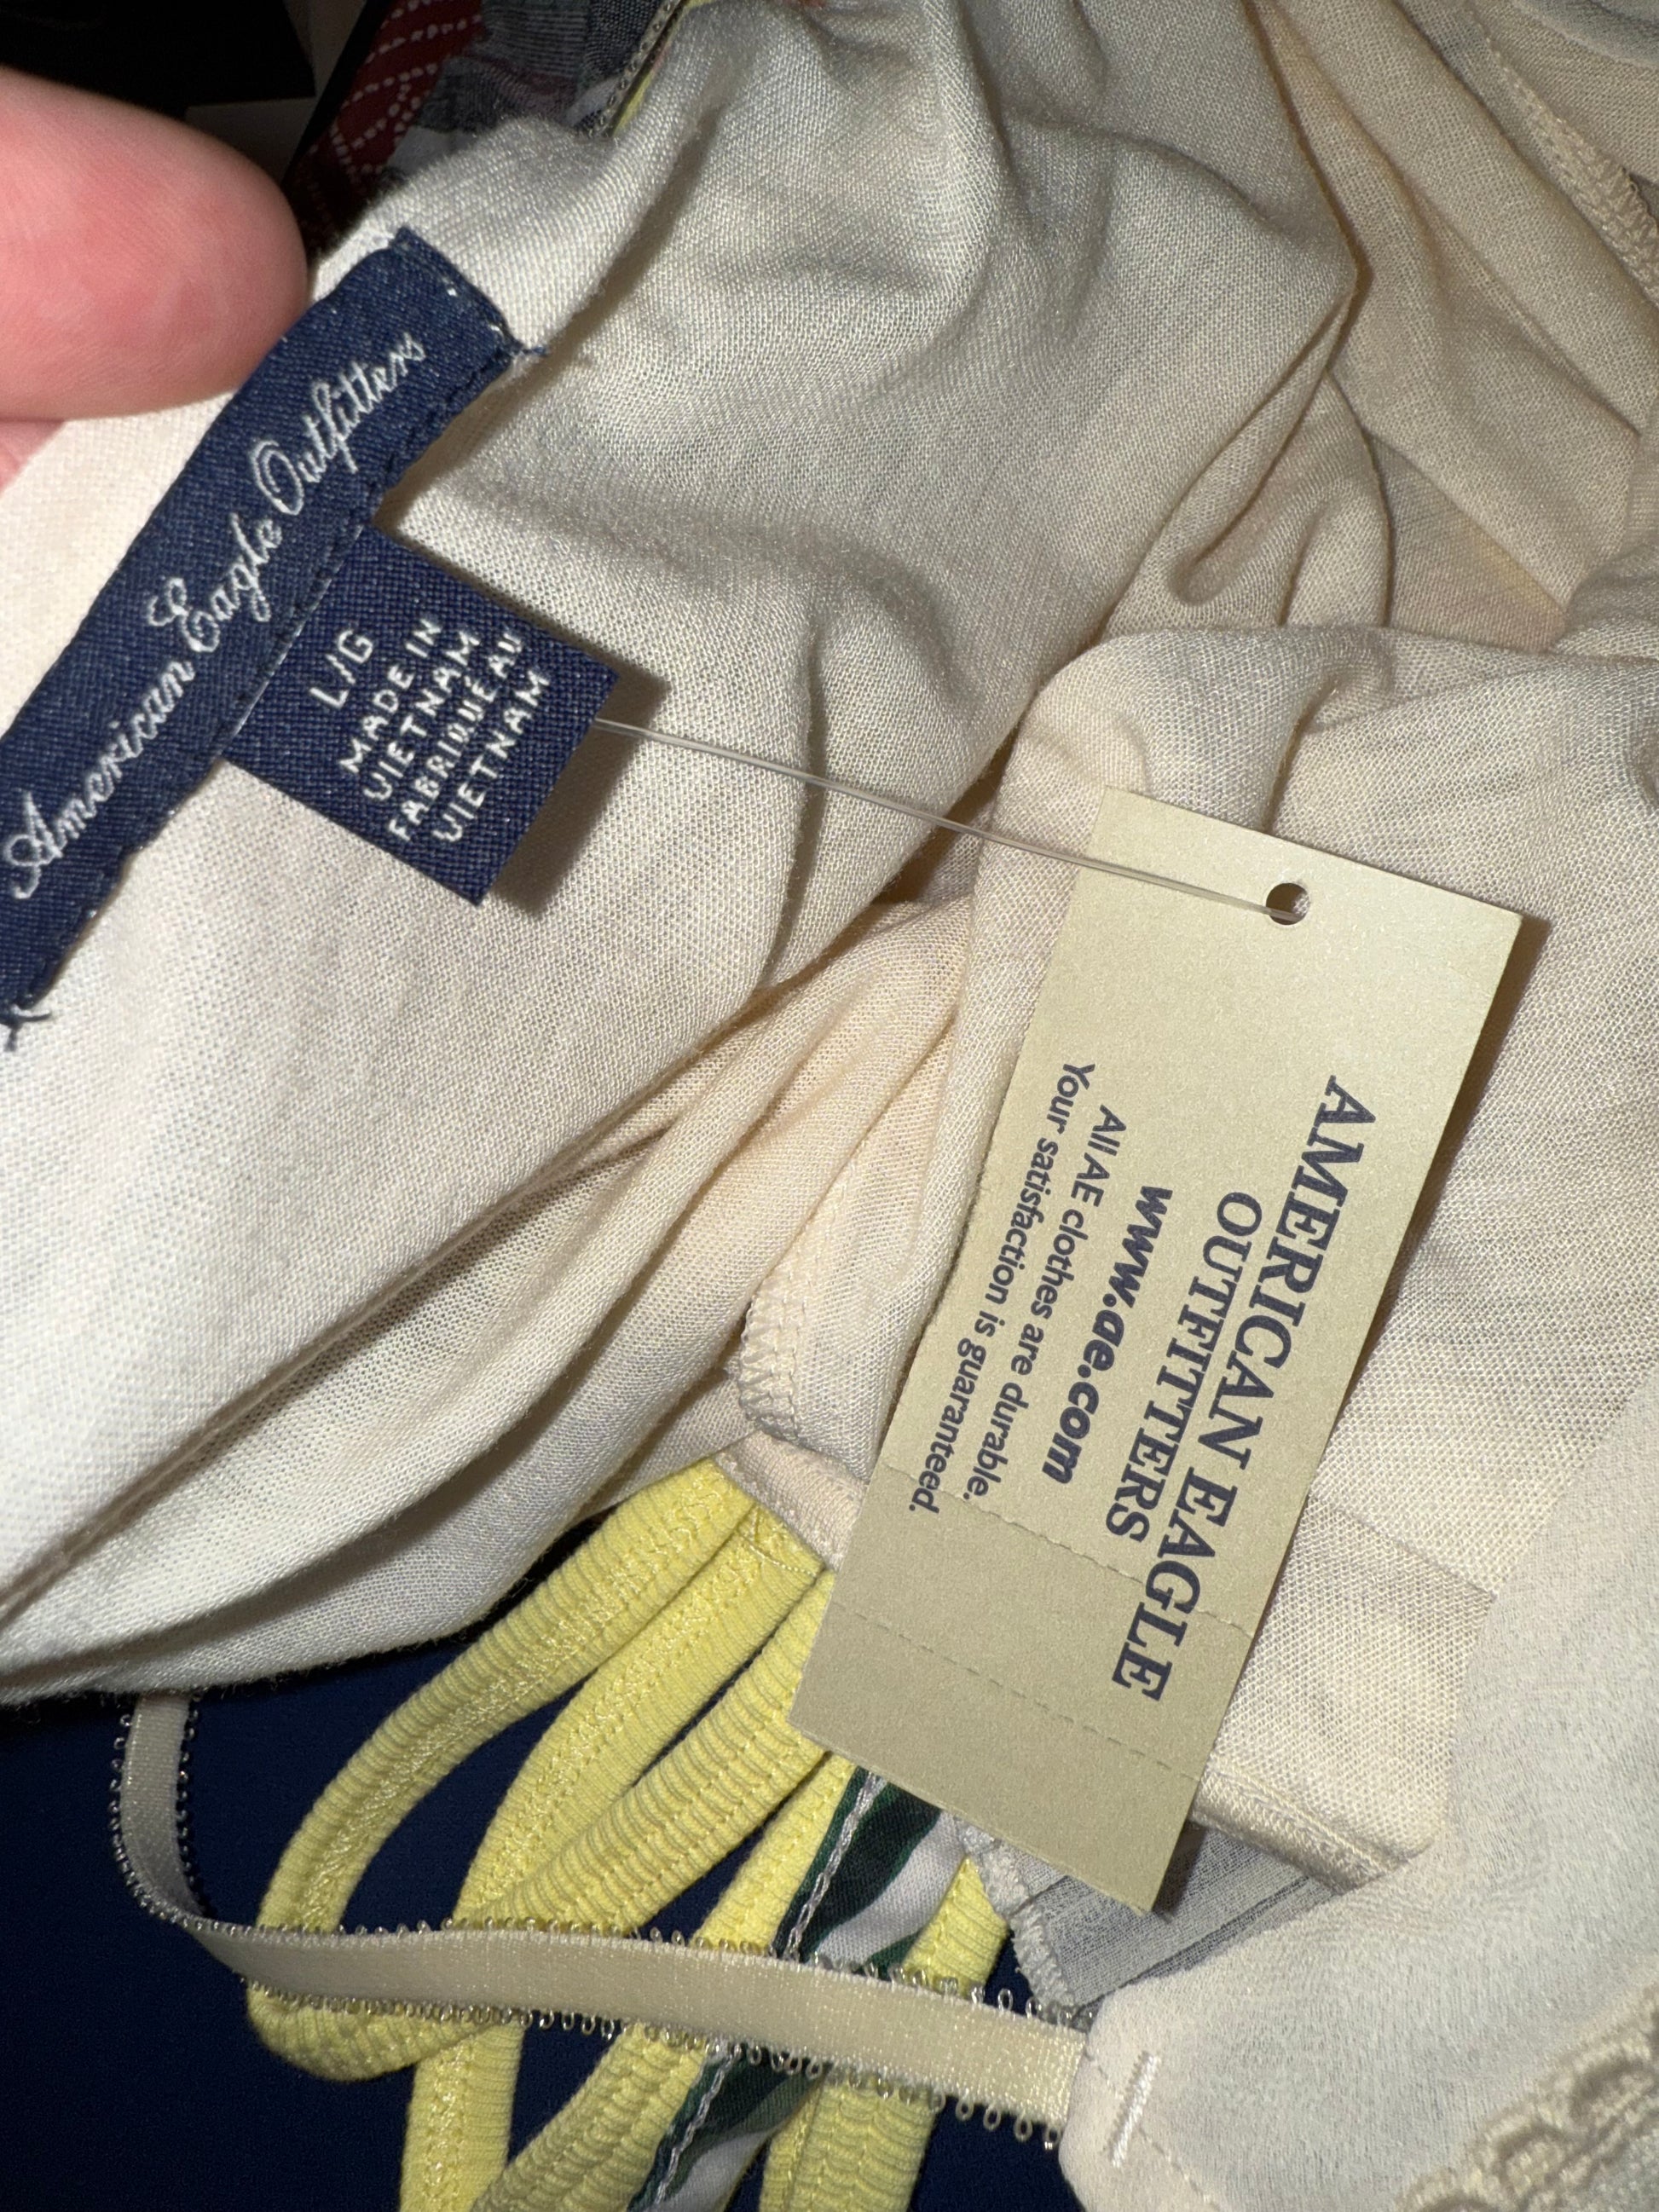 American Eagle Outfitters
L/G
MADE IN
VIETNAM
FABRIQUÉ AU
VIETNAM
AMERICAN EAGLE
OUTFITTERS
www.ae.com
All AE clothes are durable.
Your satisfaction is guaranteed.